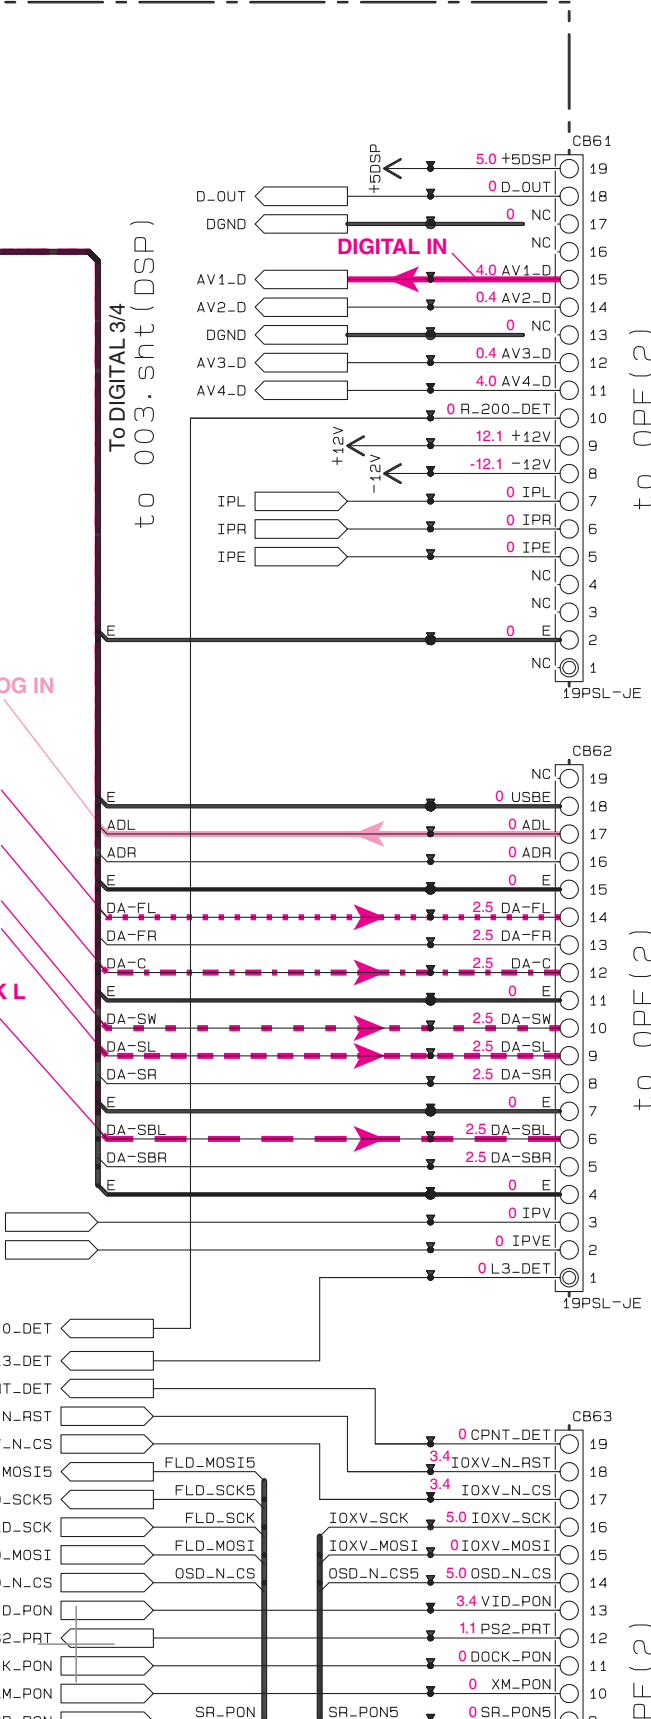 CB61
+5DSP
5.0 +5DSP 19
D_OUT 0 D_OUT 18
DGND 0 NC 17
NC 16
DIGITAL IN
AV1_D 4.0 AV1_D 15
AV2_D 0.4 AV2_D 14
DGND 0 NC 13
AV3_D 0.4 AV3_D 12
AV4_D 4.0 AV4_D 11
0 R_200_DET 10
+12V 12.1 +12V 9
-12V -12.1 -12V 8
IPL 0 IPL 7
IPR 0 IPR 6
IPE 0 IPE 5
NC 4
NC 3
E 0 E 2
NC 1
19PSL-JE
To DIGITAL 3/4
to 003.sht(DSP)
to OPE(2)
OG IN
CB62
NC 19
E 0 USBE 18
ADL 0 ADL 17
ADR 0 ADR 16
E 0 E 15
DA-FL 2.5 DA-FL 14
DA-FR 2.5 DA-FR 13
DA-C 2.5 DA-C 12
E 0 E 11
K L
DA-SW 2.5 DA-SW 10
DA-SL 2.5 DA-SL 9
DA-SR 2.5 DA-SR 8
E 0 E 7
DA-SBL 2.5 DA-SBL 6
DA-SBR 2.5 DA-SBR 5
E 0 E 4
0 IPV 3
0 IPVE 2
0 L3_DET 1
19PSL-JE
to OPE(2)
0_DET
3_DET
NT_DET
N_RST
_N_CS
MOSI5
_SCK5
D_SCK
_MOSI
_N_CS
D_PON
S2_PRT
K_PON
M_PON
FLD_MOSI5
FLD_SCK5
FLD_SCK
FLD_MOSI
OSD_N_CS
SR_PON
IOXV_SCK
IOXV_MOSI
OSD_N_CS5
SR_PON5
CB63
0 CPNT_DET 19
3.4 IOXV_N_RST 18
3.4 IOXV_N_CS 17
5.0 IOXV_SCK 16
0 IOXV_MOSI 15
5.0 OSD_N_CS 14
3.4 VID_PON 13
1.1 PS2_PRT 12
0 DOCK_PON 11
0 XM_PON 10
0 SR_PON5
PE(2)